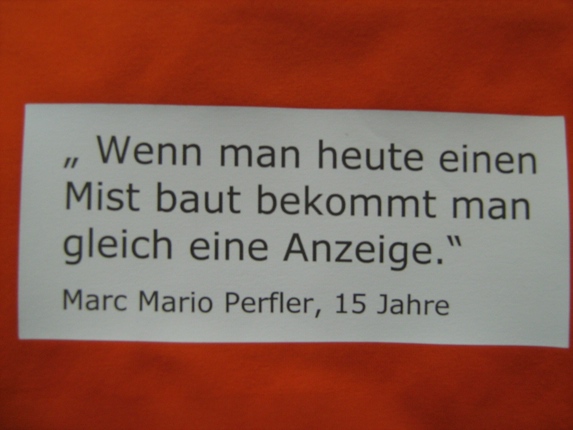 „ Wenn man heute einen
Mist baut bekommt man
gleich eine Anzeige.“
Marc Mario Perfler, 15 Jahre